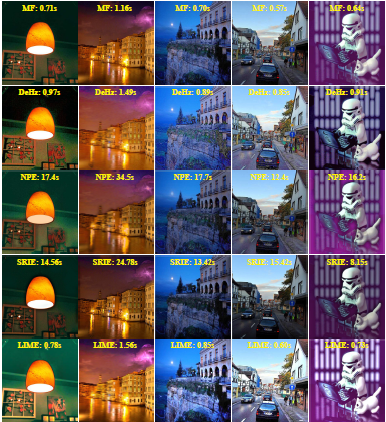 MF: 0.71s MF: 1.16s MF: 0.70s MF: 0.57s MF: 0.64s
DeHz: 0.97s DeHz: 1.49s DeHz: 0.89s DeHz: 0.85s DeHz: 0.91s
NPE: 17.4s NPE: 34.5s NPE: 17.7s NPE: 12.4s NPE: 16.2s
SRIE: 14.56s SRIE: 24.78s SRIE: 13.42s SRIE: 15.42s SRIE: 8.15s
LIME: 0.78s LIME: 1.56s LIME: 0.85s LIME: 0.66s LIME: 0.78s